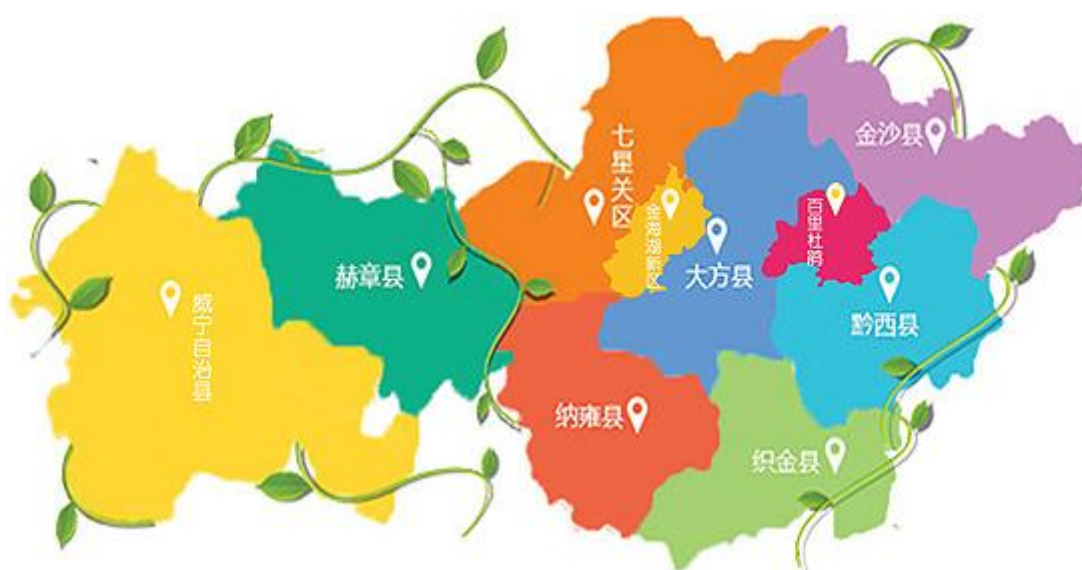 七星关区
金沙县
金海湖新区
百里杜鹃
赫章县
大方县
威宁自治县
黔西县
纳雍县
织金县